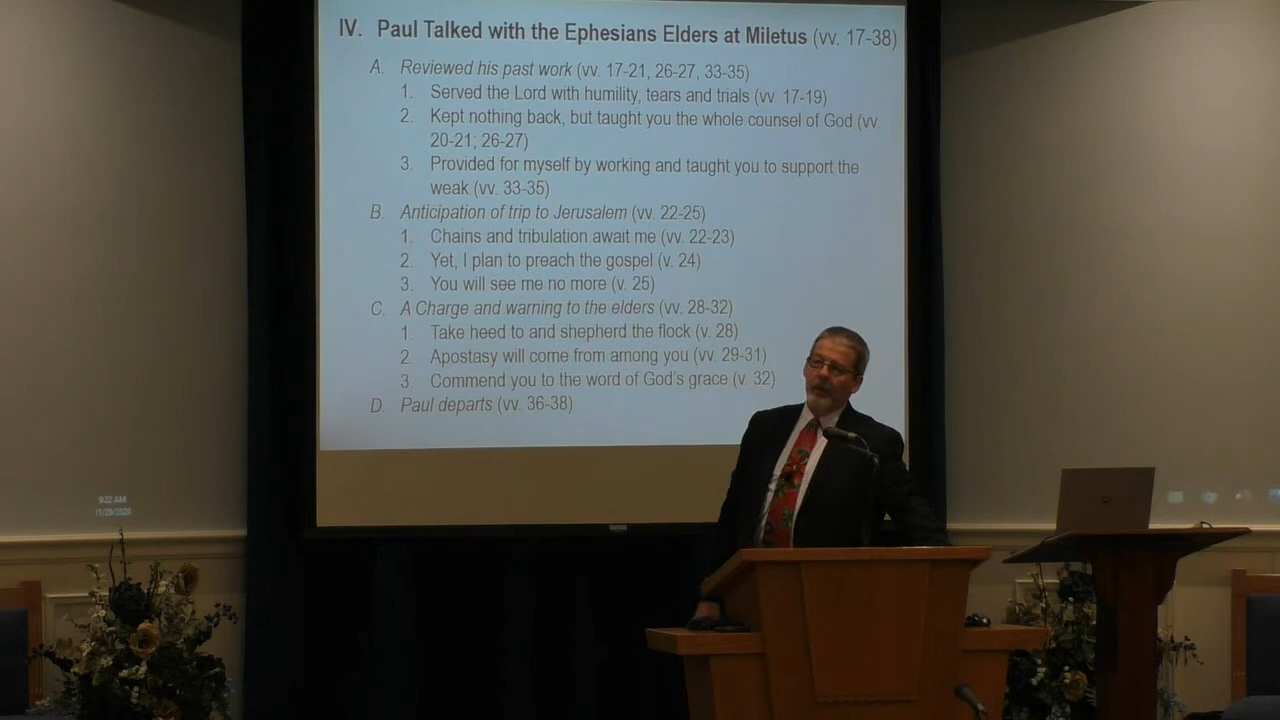 IV. Paul Talked with the Ephesians Elders at Miletus (vv. 17-38)
A. Reviewed his past work (vv. 17-21, 26-27, 33-35)
1. Served the Lord with humility, tears and trials (vv. 17-19)
2. Kept nothing back, but taught you the whole counsel of God (vv.
20-21; 26-27)
3. Provided for myself by working and taught you to support the
weak (vv. 33-35)
B. Anticipation of trip to Jerusalem (vv. 22-25)
1. Chains and tribulation await me (vv. 22-23)
2. Yet, I plan to preach the gospel (v. 24)
3. You will see me no more (v. 25)
C. A Charge and warning to the elders (vv. 28-32)
1. Take heed to and shepherd the flock (v. 28)
2. Apostasy will come from among you (vv. 29-31)
3. Commend you to the word of God's grace (v. 32)
D. Paul departs (vv. 36-38)
9:22 AM